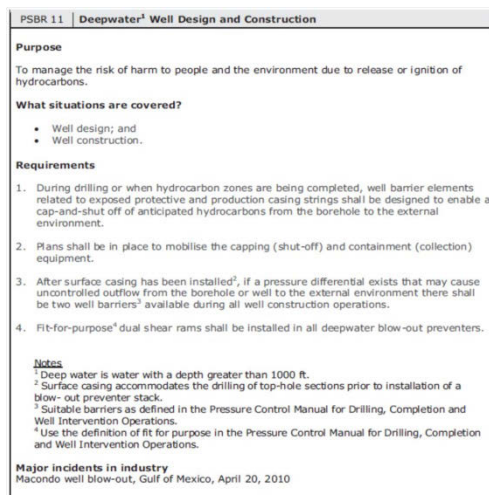 PSBR 11 Deepwater¹ Well Design and Construction
Purpose
To manage the risk of harm to people and the environment due to release or ignition of
hydrocarbons.
What situations are covered?
• Well design; and
• Well construction.
Requirements
1. During drilling or when hydrocarbon zones are being completed, well barrier elements
related to exposed protective and production casing strings shall be designed to enable a
cap-and-shut off of anticipated hydrocarbons from the borehole to the external
environment.
2. Plans shall be in place to mobilise the capping (shut-off) and containment (collection)
equipment.
3. After surface casing has been installed², if a pressure differential exists that may cause
uncontrolled outflow from the borehole or well to the external environment there shall
be two well barriers³ available during all well construction operations.
4. Fit-for-purpose⁴ dual shear rams shall be installed in all deepwater blow-out preventers.
Notes
¹ Deep water is water with a depth greater than 1000 ft.
² Surface casing accommodates the drilling of top-hole sections prior to installation of a
blow- out preventer stack.
³ Suitable barriers as defined in the Pressure Control Manual for Drilling, Completion and
Well Intervention Operations.
⁴ Use the definition of fit for purpose in the Pressure Control Manual for Drilling, Completion
and Well Intervention Operations.
Major incidents in industry
Macondo well blow-out, Gulf of Mexico, April 20, 2010